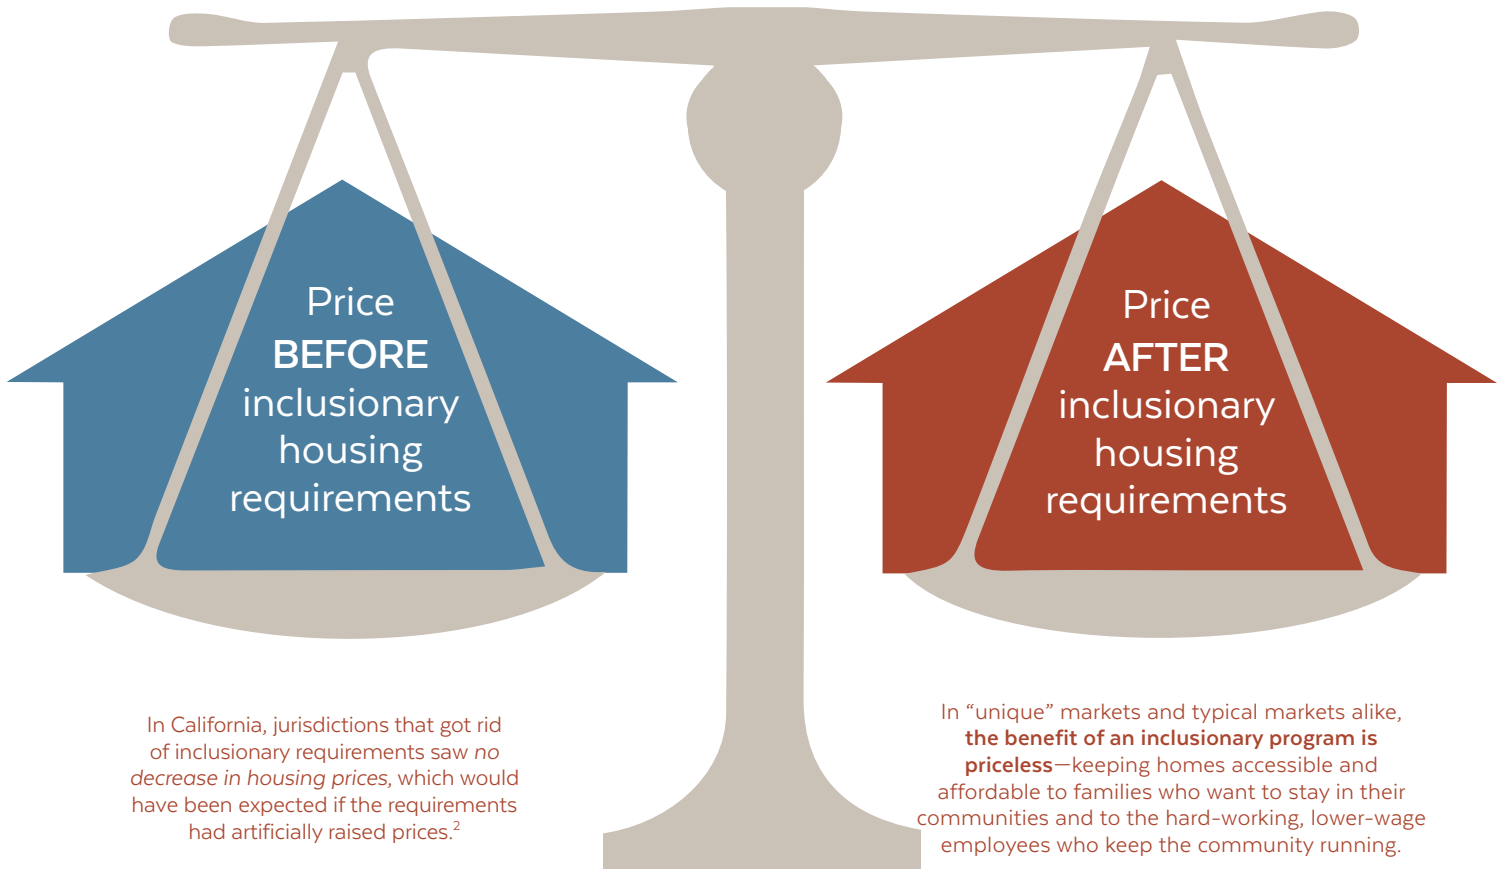 Price
BEFORE
inclusionary
housing
requirements
Price
AFTER
inclusionary
housing
requirements
In California, jurisdictions that got rid
of inclusionary requirements saw no
decrease in housing prices, which would
have been expected if the requirements
had artificially raised prices.2
In “unique” markets and typical markets alike,
the benefit of an inclusionary program is
priceless—keeping homes accessible and
affordable to families who want to stay in their
communities and to the hard-working, lower-wage
employees who keep the community running.